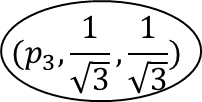 (p₃, 1/√3, 1/√3)